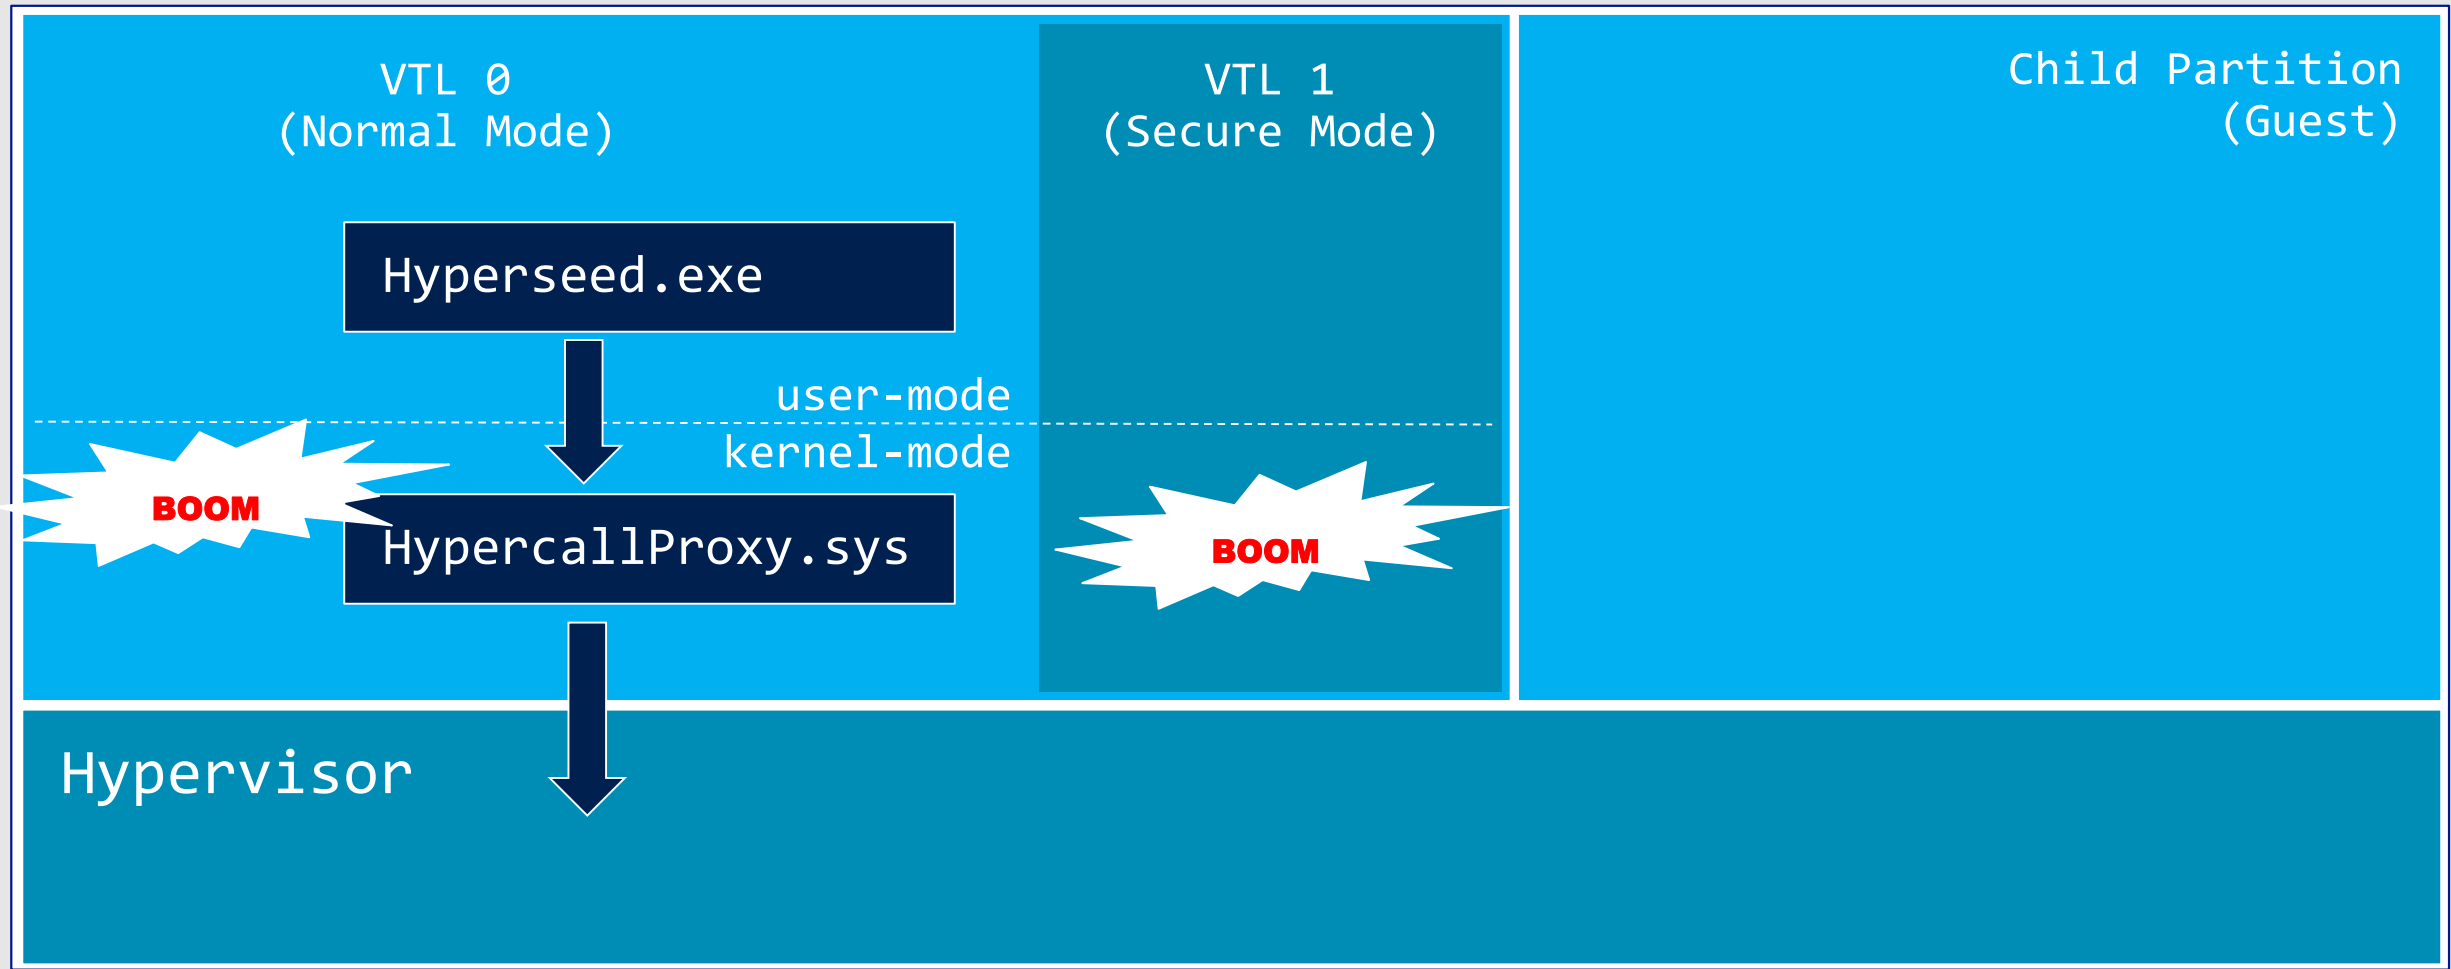 VTL 0
(Normal Mode)
VTL 1
(Secure Mode)
Child Partition
(Guest)
Hyperseed.exe
user-mode
kernel-mode
BOOM
HypercallProxy.sys
BOOM
Hypervisor